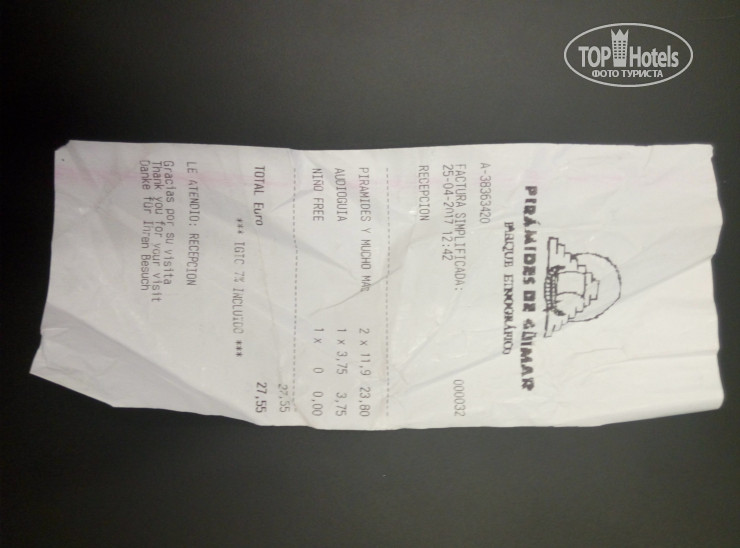 TOP Hotels
ФОТО ТУРИСТА
PIRÁMIDES DE GÜIMAR
PARQUE ETNOGRÁFICO
A-38363420
FACTURA SIMPLIFICADA: 000032
25-04-2017 12:42
RECEPCION
PIRAMIDES Y MUCHO MAS 2 x 11,9 23,80
AUDIOGUIA 1 x 3,75 3,75
NIÑO FREE 1 x 0 0,00
27,55
TOTAL Euro 27,55
*** IGIC 7% INCLUIDO ***
LE ATENDIO: RECEPCION
Gracias por su visita
Thank you for your visit
Danke für Ihren Besuch